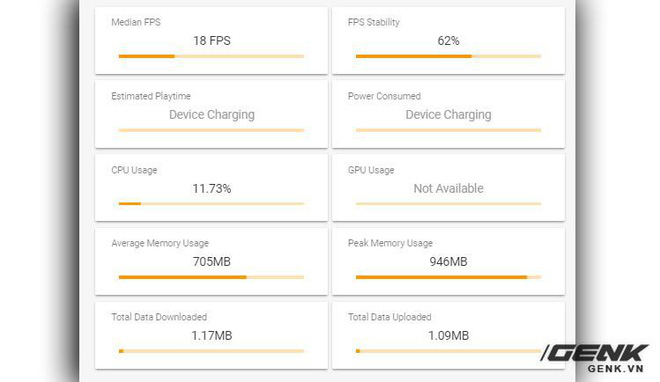 Median FPS
18 FPS
FPS Stability
62%
Estimated Playtime
Device Charging
Power Consumed
Device Charging
CPU Usage
11.73%
GPU Usage
Not Available
Average Memory Usage
705MB
Peak Memory Usage
946MB
Total Data Downloaded
1.17MB
Total Data Uploaded
1.09MB
GENK
GENK.VN